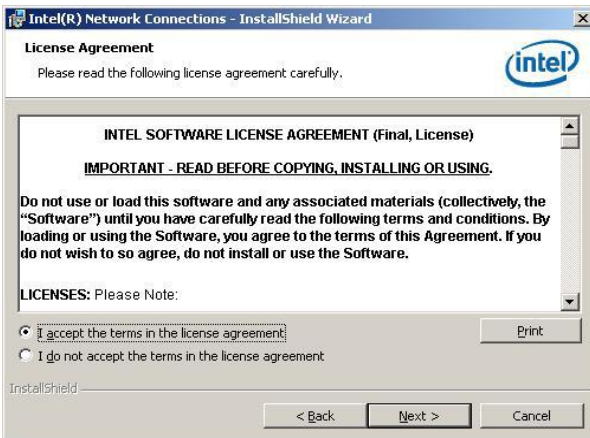 Intel(R) Network Connections - InstallShield Wizard
License Agreement
Please read the following license agreement carefully.
intel
INTEL SOFTWARE LICENSE AGREEMENT (Final, License)
IMPORTANT - READ BEFORE COPYING, INSTALLING OR USING.
Do not use or load this software and any associated materials (collectively, the
“Software”) until you have carefully read the following terms and conditions. By
loading or using the Software, you agree to the terms of this Agreement. If you
do not wish to so agree, do not install or use the Software.
LICENSES: Please Note:
I accept the terms in the license agreement
Print
I do not accept the terms in the license agreement
InstallShield
< Back
Next >
Cancel